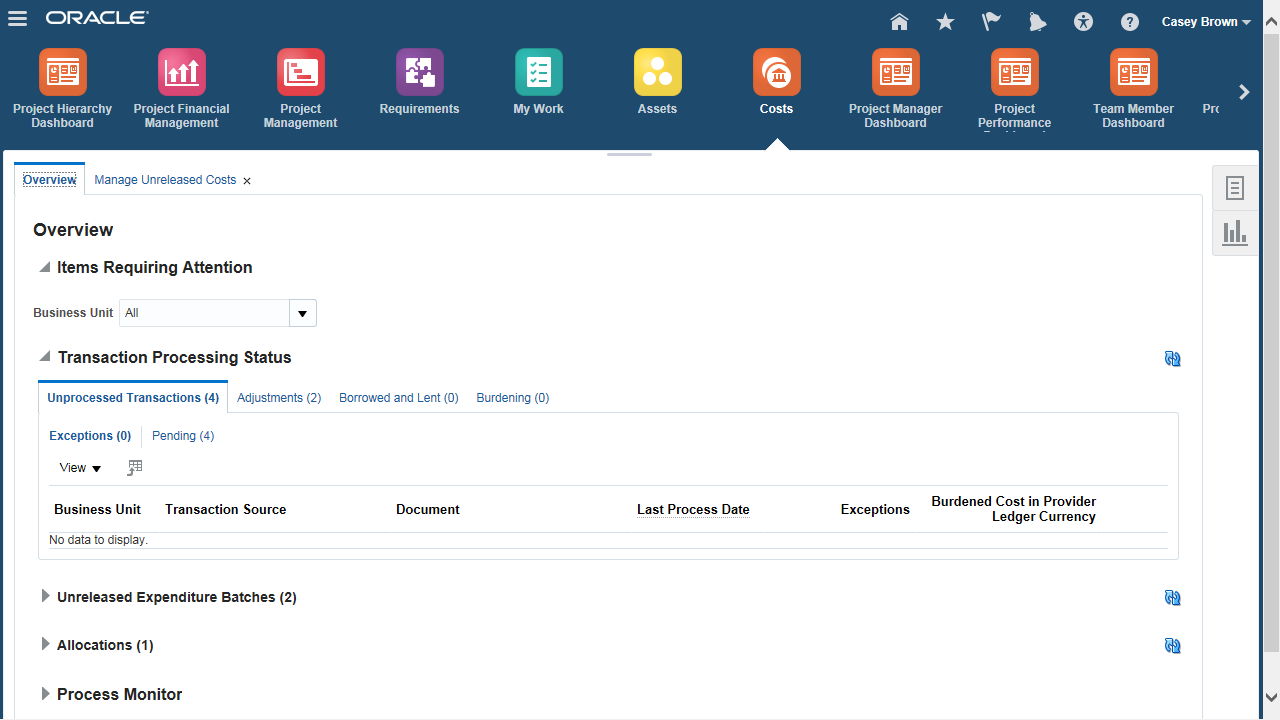 ORACLE
Casey Brown
Project Hierarchy
Dashboard
Project Financial
Management
Project
Management
Requirements
My Work
Assets
Costs
Project Manager
Dashboard
Project
Performance
Team Member
Dashboard
Overview
Manage Unreleased Costs
Overview
Items Requiring Attention
Business Unit All
Transaction Processing Status
Unprocessed Transactions (4) Adjustments (2) Borrowed and Lent (0) Burdening (0)
Exceptions (0) Pending (4)
View
Business Unit Transaction Source Document Last Process Date Exceptions Burdened Cost in Provider
Ledger Currency
No data to display.
Unreleased Expenditure Batches (2)
Allocations (1)
Process Monitor